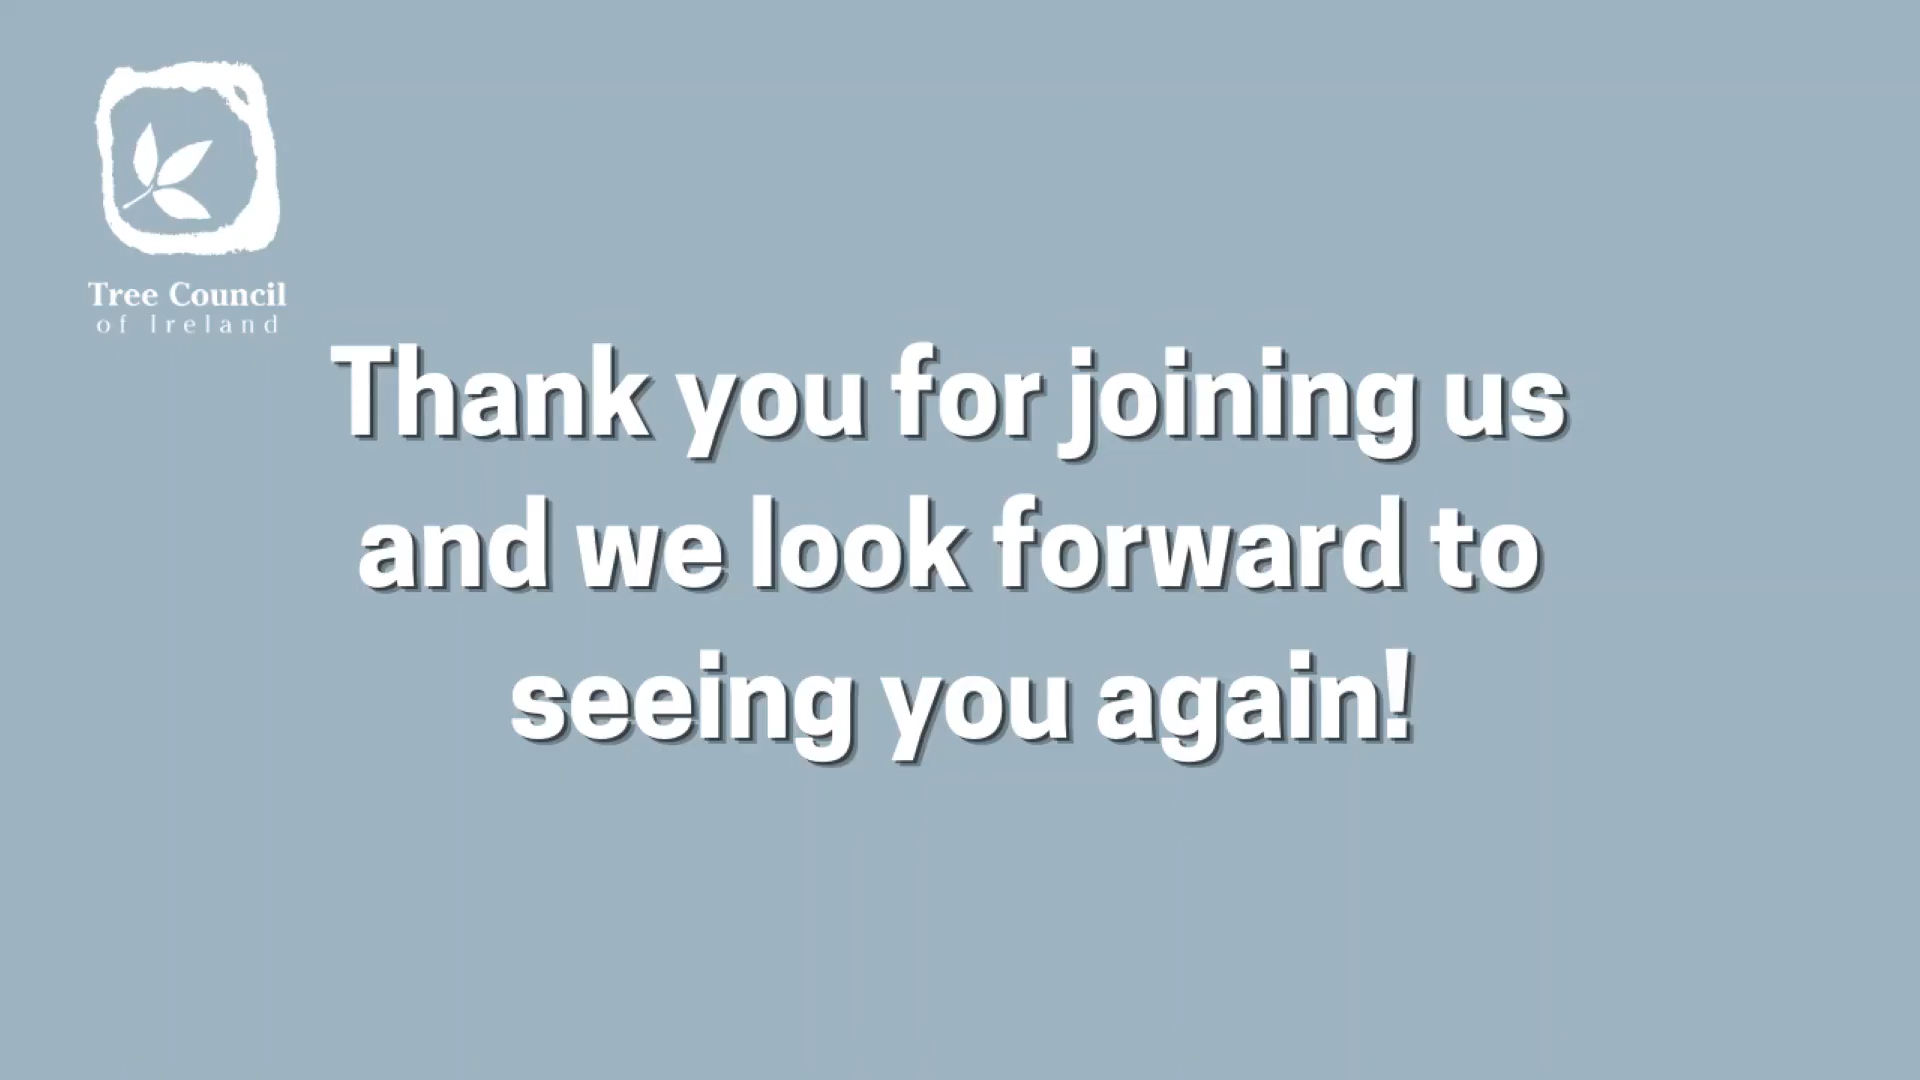 Tree Council
of Ireland
Thank you for joining us
and we look forward to
seeing you again!